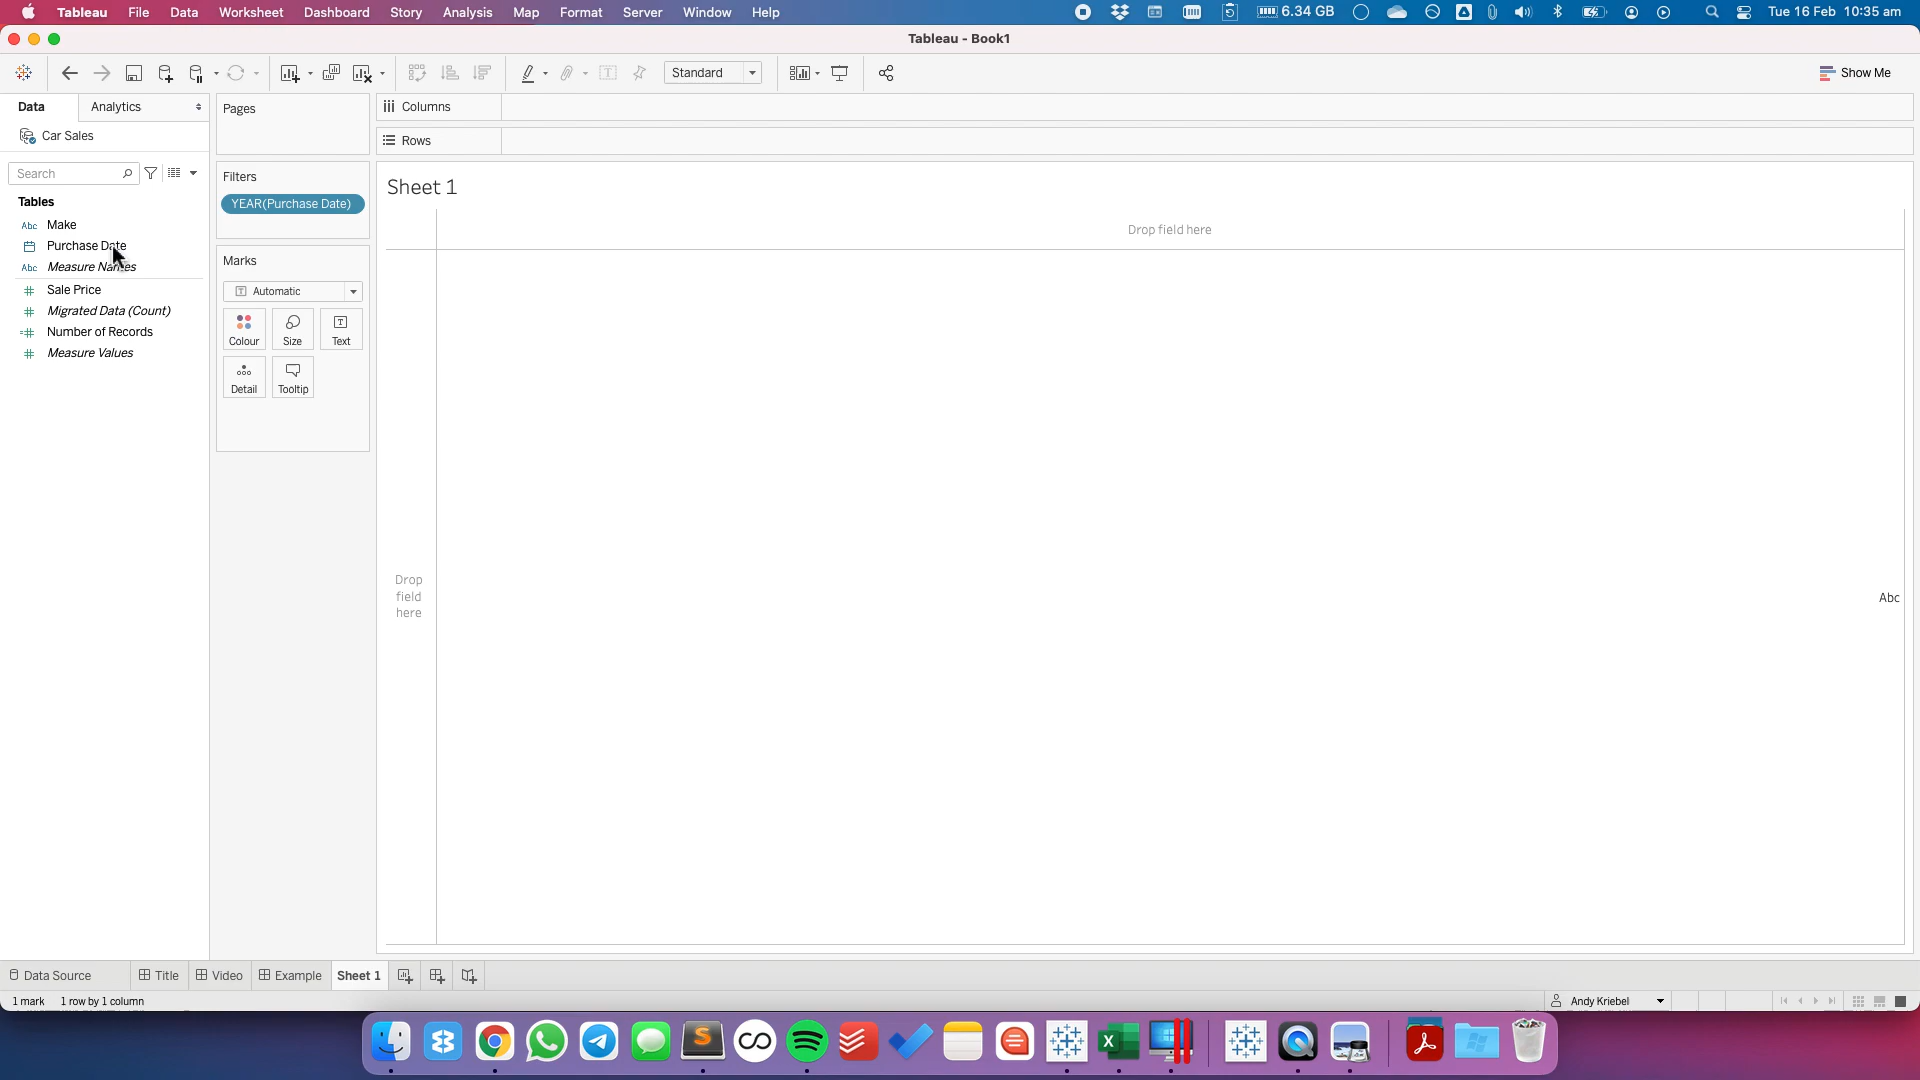 Tableau File Data Worksheet Dashboard Story Analysis Map Format Server Window Help 6.34 GB Tue 16 Feb 10:35 am
Tableau - Book1
Standard Show Me
Data Analytics Pages Columns
Car Sales Rows
Search Filters Sheet 1
YEAR(Purchase Date)
Tables
Abc Make Drop field here
Purchase Date
Abc Measure Names Marks
Sale Price Automatic
Migrated Data (Count)
Number of Records Colour Size Text
Measure Values
Detail Tooltip
Drop
field
here
Abc
Data Source Title Video Example Sheet 1
1 mark 1 row by 1 column Andy Kriebel